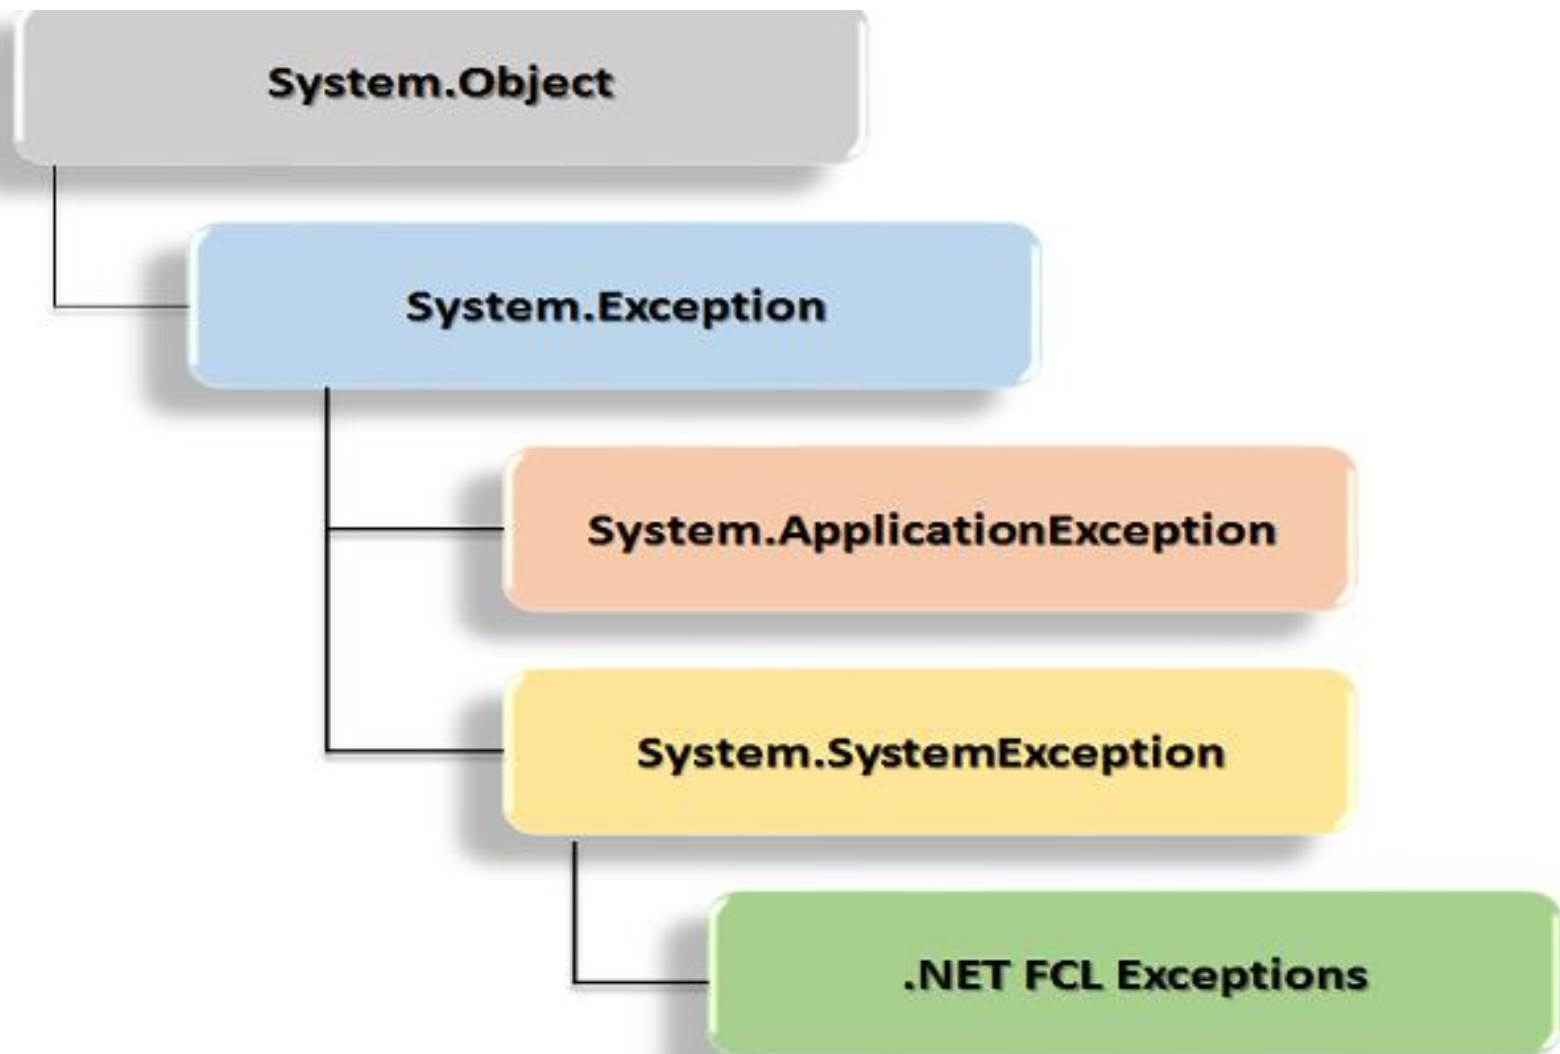 System.Object
System.Exception
System.ApplicationException
System.SystemException
.NET FCL Exceptions